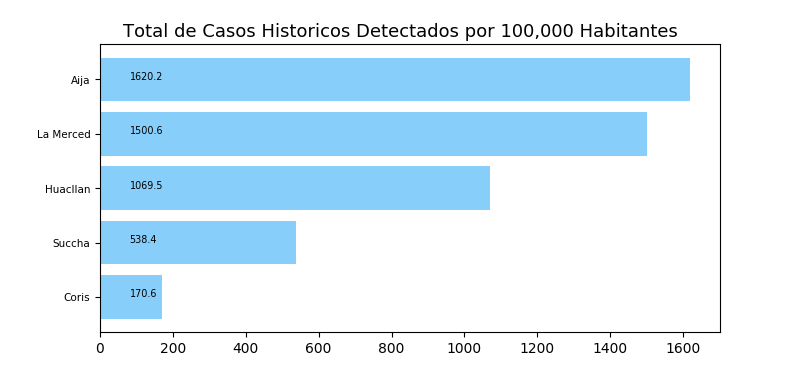 Total de Casos Historicos Detectados por 100,000 Habitantes
Aija 1620.2
La Merced 1500.6
Huacllan 1069.5
Succha 538.4
Coris 170.6
0 200 400 600 800 1000 1200 1400 1600